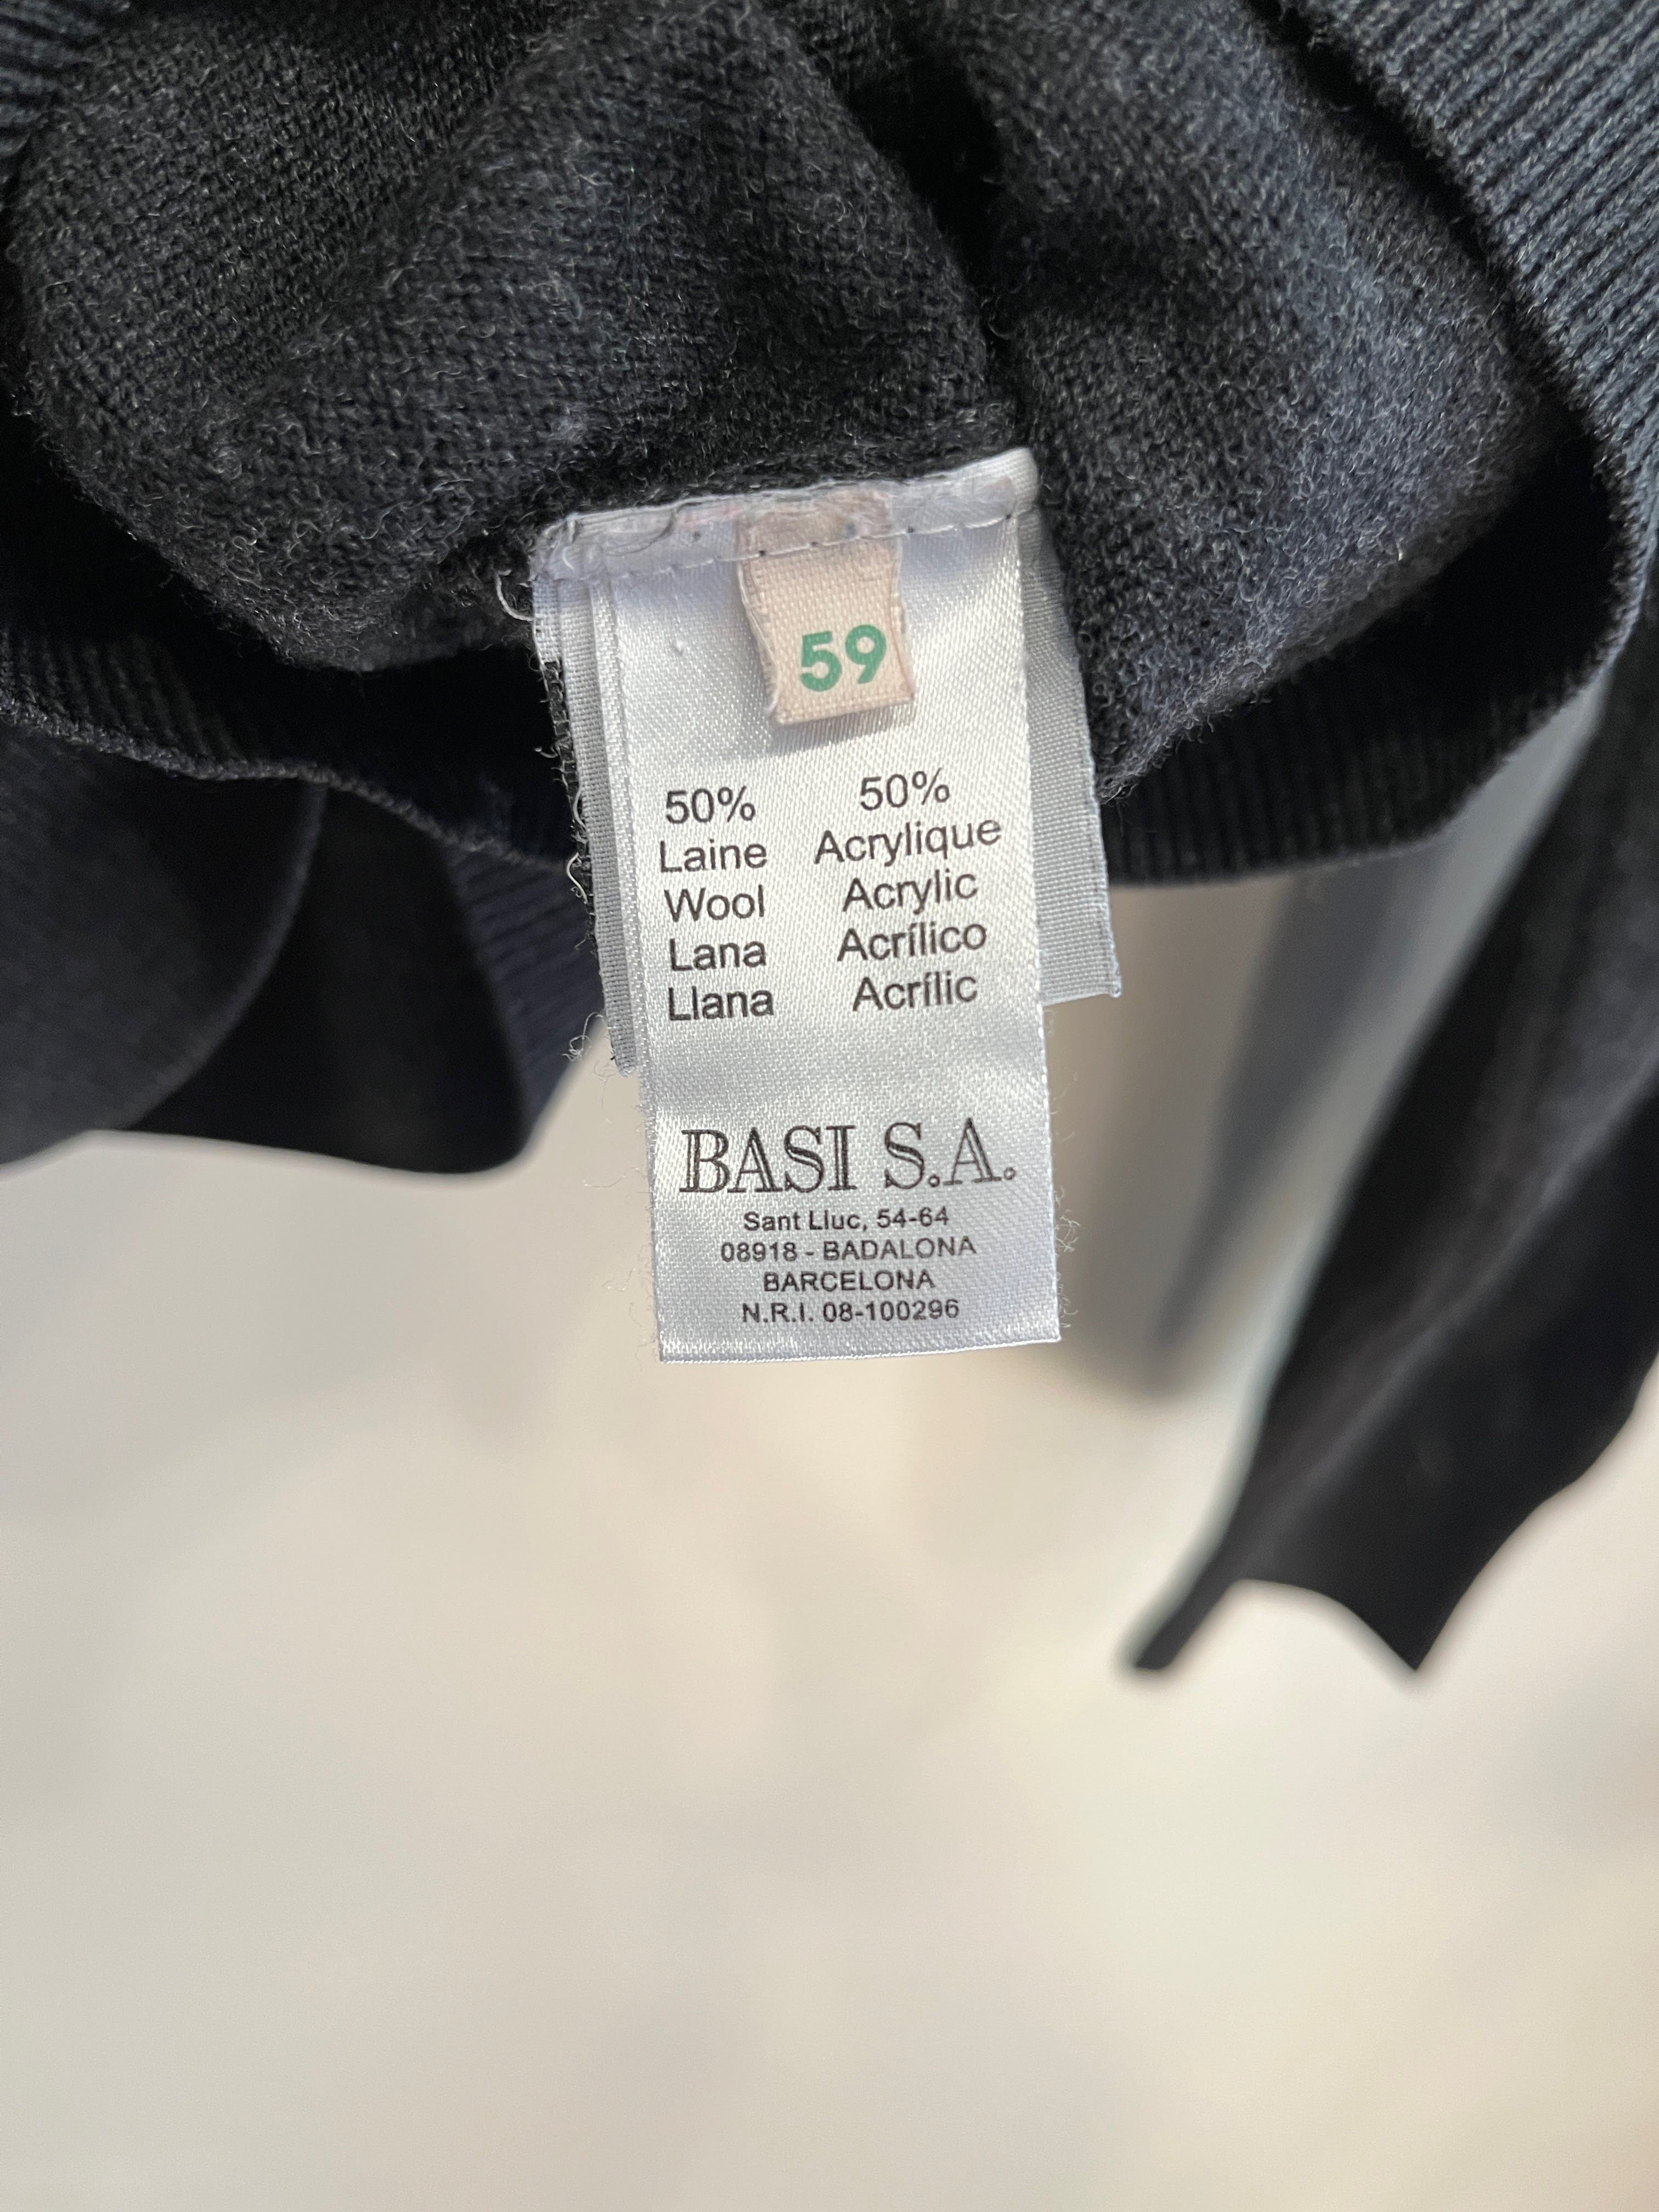 59
50% 50%
Laine Acrylique
Wool Acrylic
Lana Acrílico
Llana Acrílic
BASI S.A.
Sant Lluc, 54-64
08918 - BADALONA
BARCELONA
N.R.I. 08-100296